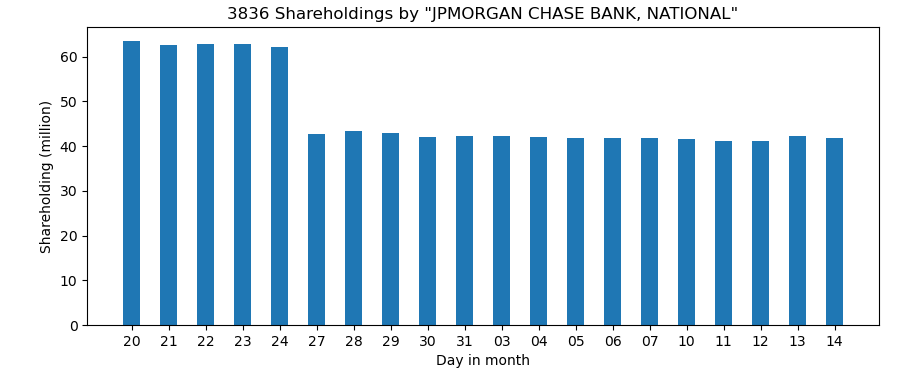 3836 Shareholdings by "JPMORGAN CHASE BANK, NATIONAL"
Shareholding (million)
60
50
40
30
20
10
0
20 21 22 23 24 27 28 29 30 31 03 04 05 06 07 10 11 12 13 14
Day in month